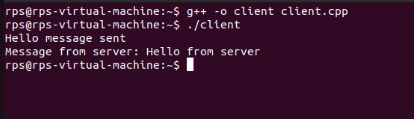 rps@rps-virtual-machine:~$ g++ -o client client.cpp
rps@rps-virtual-machine:~$ ./client
Hello message sent
Message from server: Hello from server
rps@rps-virtual-machine:~$